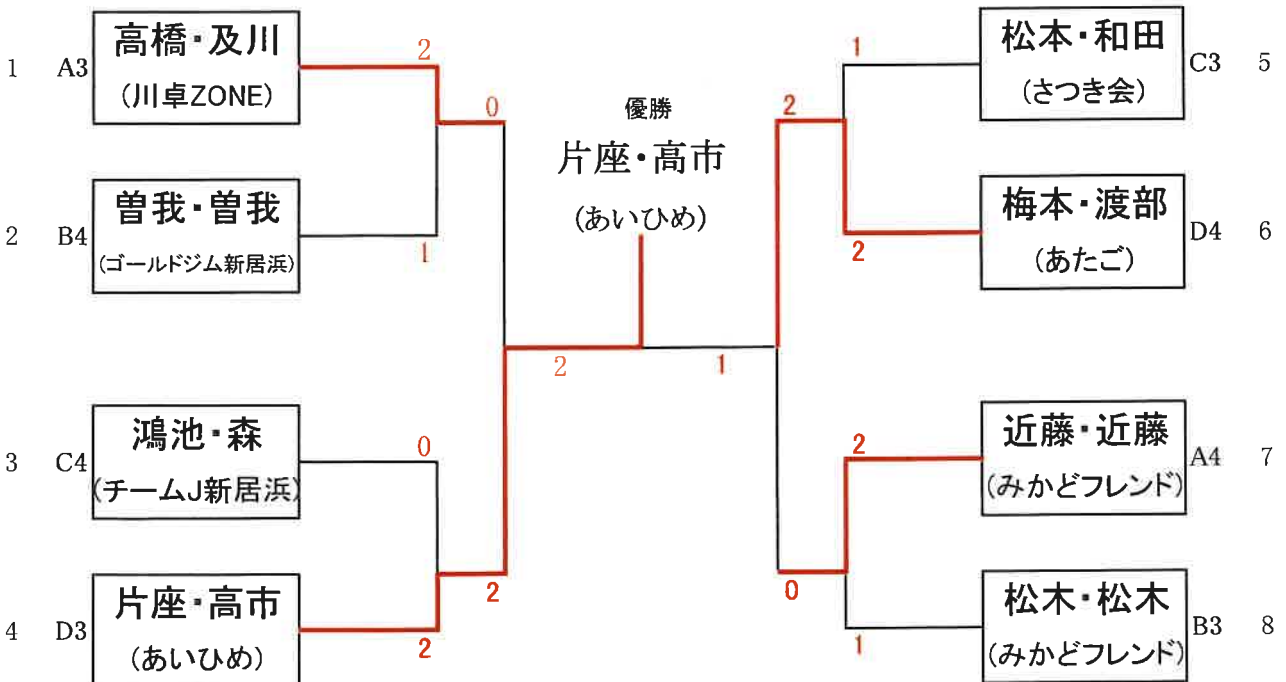 1 A3 高橋・及川
(川卓ZONE)
2 B4 曽我・曽我
(ゴールドジム新居浜)
3 C4 鴻池・森
(チームJ新居浜)
4 D3 片座・高市
(あいひめ)
2
1
0
0
2
2
優勝
片座・高市
(あいひめ)
2
1
2
0
1
2
2
1
松本・和田 C3 5
(さつき会)
梅本・渡部 D4 6
(あたご)
近藤・近藤 A4 7
(みかどフレンド)
松木・松木 B3 8
(みかどフレンド)